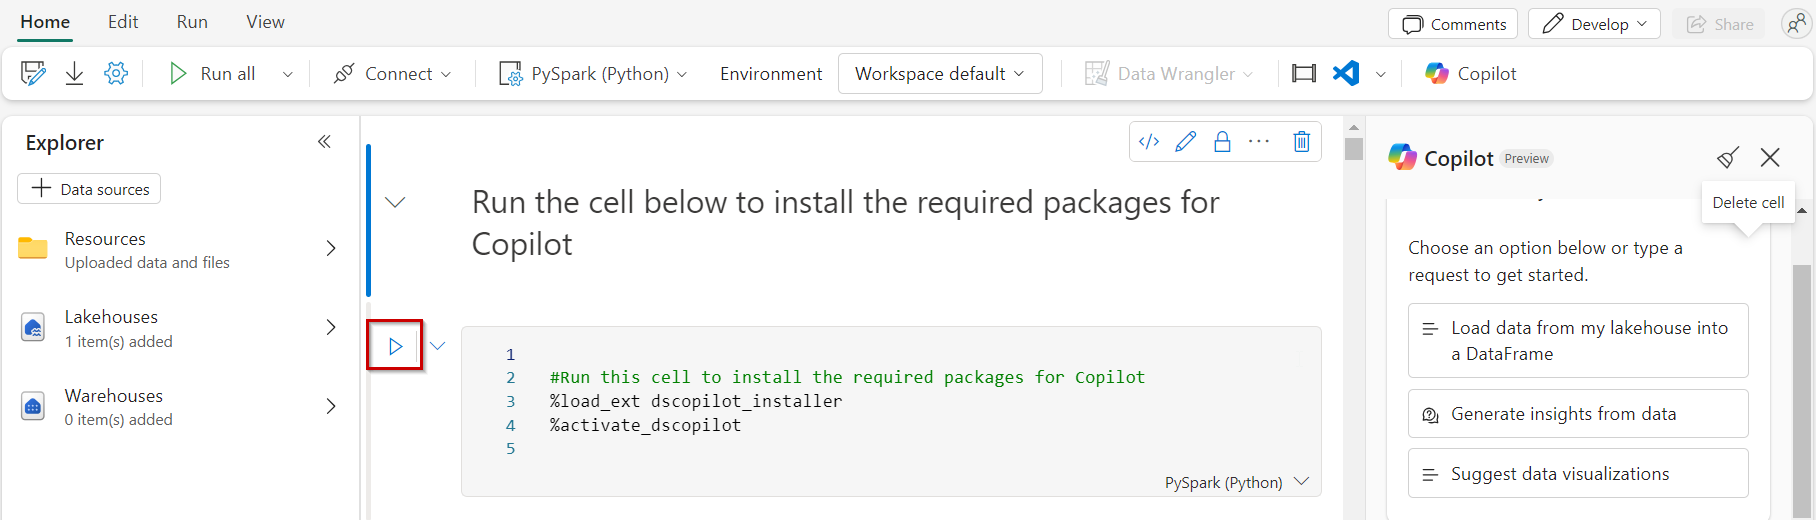 Home Edit Run View
Comments Develop Share
Run all Connect PySpark (Python) Environment Workspace default Data Wrangler Copilot
Explorer
Data sources
Resources
Uploaded data and files
Lakehouses
1 item(s) added
Warehouses
0 item(s) added
Run the cell below to install the required packages for
Copilot
1
2 #Run this cell to install the required packages for Copilot
3 %load_ext dscopilot_installer
4 %activate_dscopilot
5
PySpark (Python)
Copilot Preview
Delete cell
Choose an option below or type a
request to get started.
Load data from my lakehouse into
a DataFrame
Generate insights from data
Suggest data visualizations